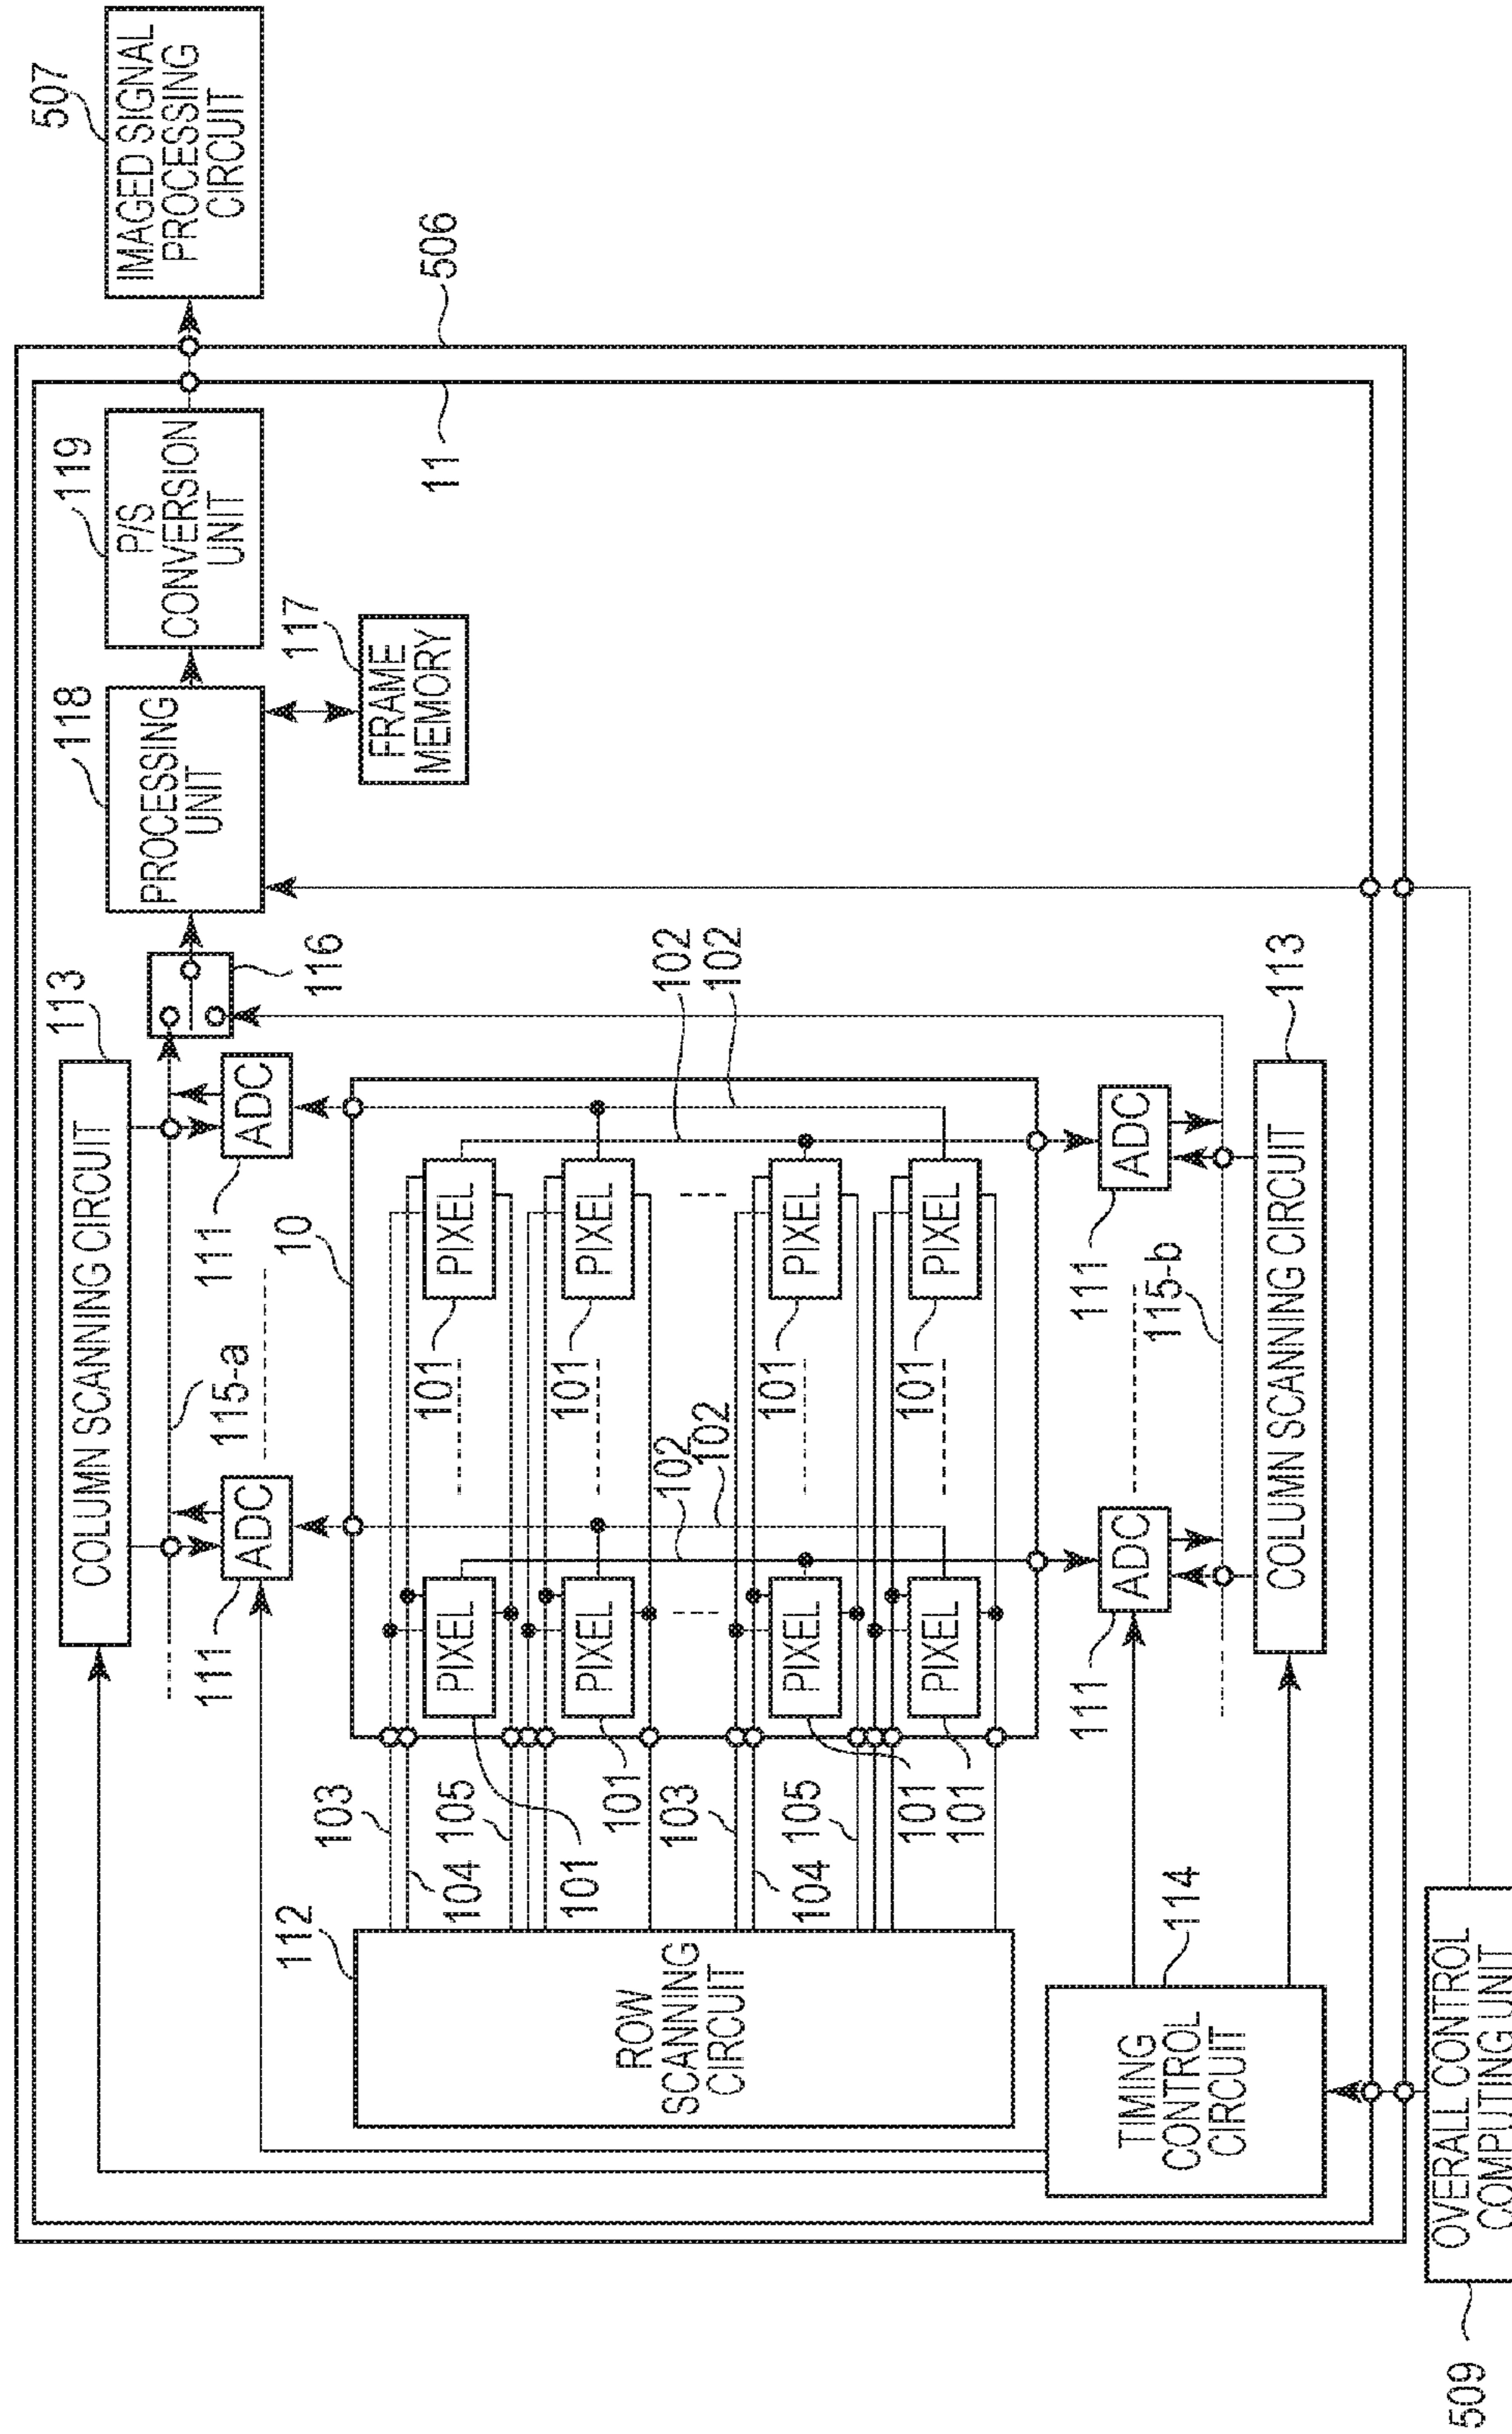 507
IMAGED SIGNAL
PROCESSING
CIRCUIT
506
11
119
P/S
CONVERSION
UNIT
117
FRAME
MEMORY
118
PROCESSING
UNIT
116
113
COLUMN SCANNING CIRCUIT
115-a
111
ADC
111
ADC
10
102
102
102
102
PIXEL
101
PIXEL
101
PIXEL
101
PIXEL
101
PIXEL
101
PIXEL
101
PIXEL
101
PIXEL
101
103
104
105
103
104
105
112
ROW
SCANNING
CIRCUIT
111
ADC
111
ADC
115-b
113
COLUMN SCANNING CIRCUIT
114
TIMING
CONTROL
CIRCUIT
OVERALL CONTROL
COMPUTING UNIT
509